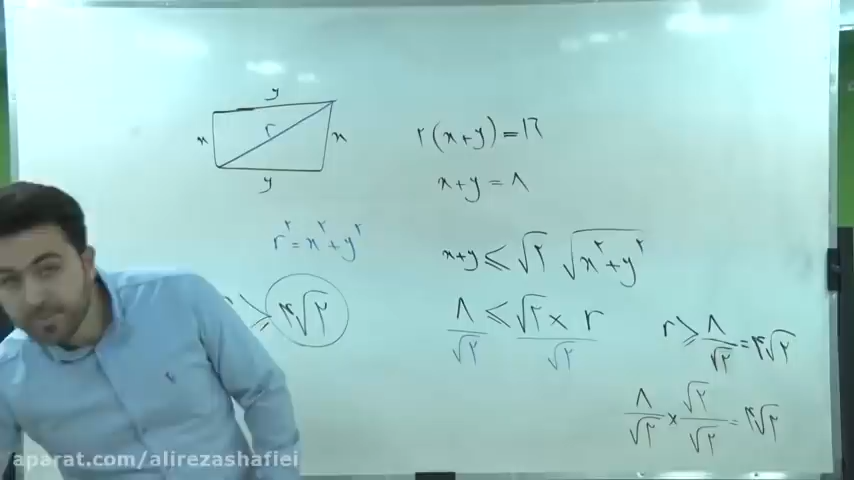 y
x
r
x
y
۲(x+y)=۱۶
x+y=۸
r²=x²+y²
x+y ≤ √۲ √x²+y²
≥ ۴√۲
۸/√۲ ≤ √۲ × r/√۲
r ≥ ۸/√۲ = ۴√۲
۸/√۲ × √۲/√۲ = ۴√۲
aparat.com/alirezashafiei